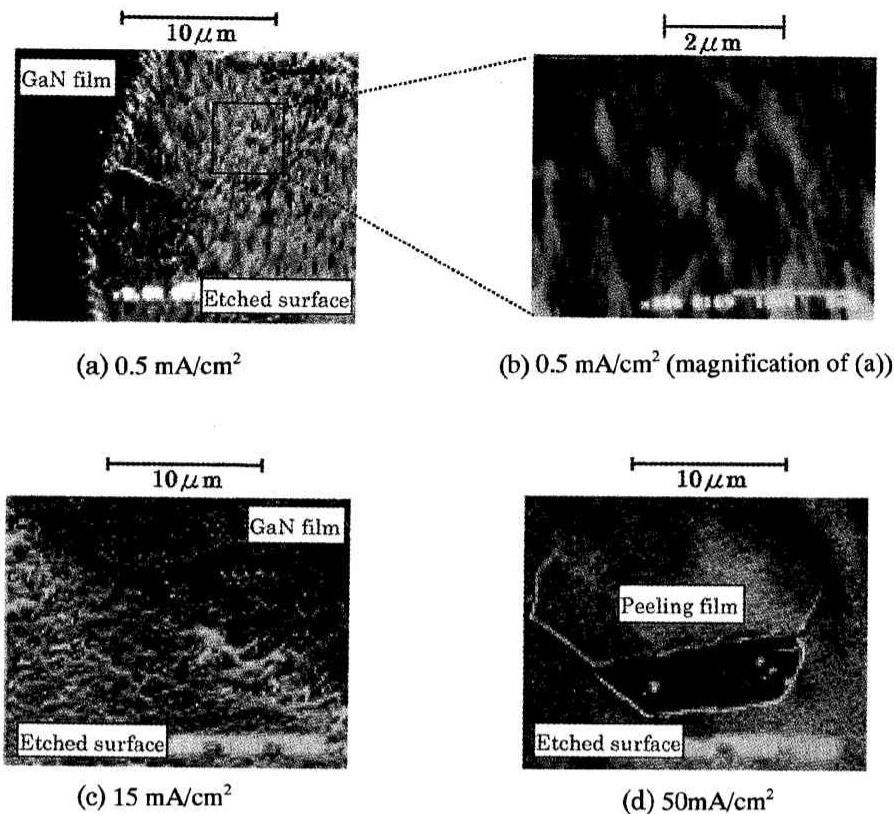 10 μm
2 μm
GaN film
Etched surface
(a) 0.5 mA/cm²
(b) 0.5 mA/cm² (magnification of (a))
10 μm
10 μm
GaN film
Peeling film
Etched surface
Etched surface
(c) 15 mA/cm²
(d) 50mA/cm²